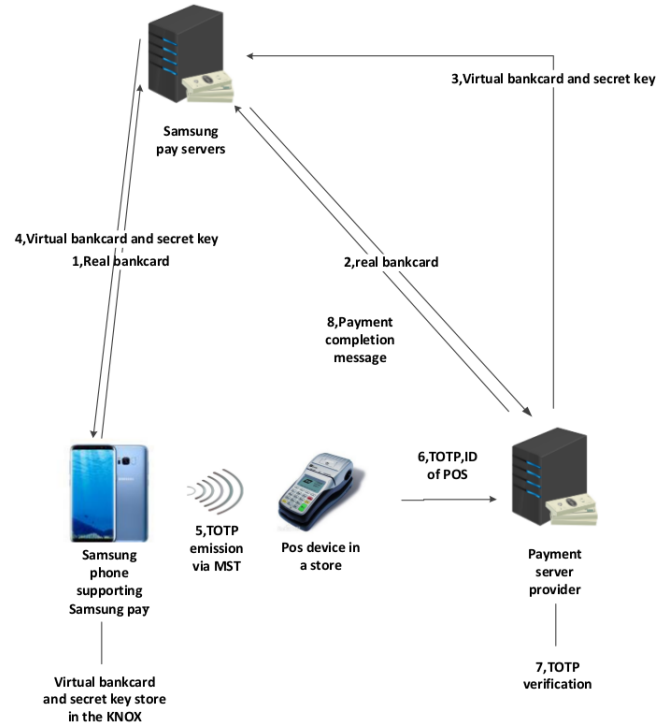 3,Virtual bankcard and secret key
Samsung
pay servers
4,Virtual bankcard and secret key
1,Real bankcard
2,real bankcard
8,Payment
completion
message
6,TOTP,ID
of POS
5,TOTP
emission
via MST
Pos device in
a store
Samsung
phone
supporting
Samsung pay
Payment
server
provider
Virtual bankcard
and secret key store
in the KNOX
7,TOTP
verification